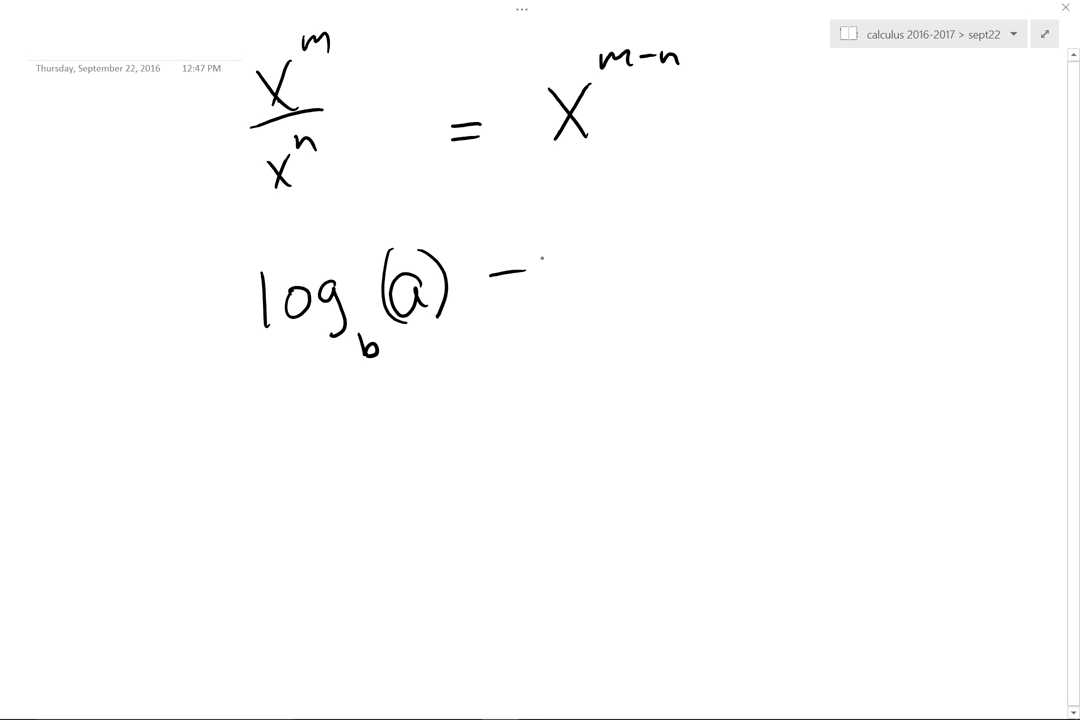 calculus 2016-2017 > sept22
Thursday, September 22, 2016 12:47 PM
x^m / x^n = x^(m-n)
log_b (a) -